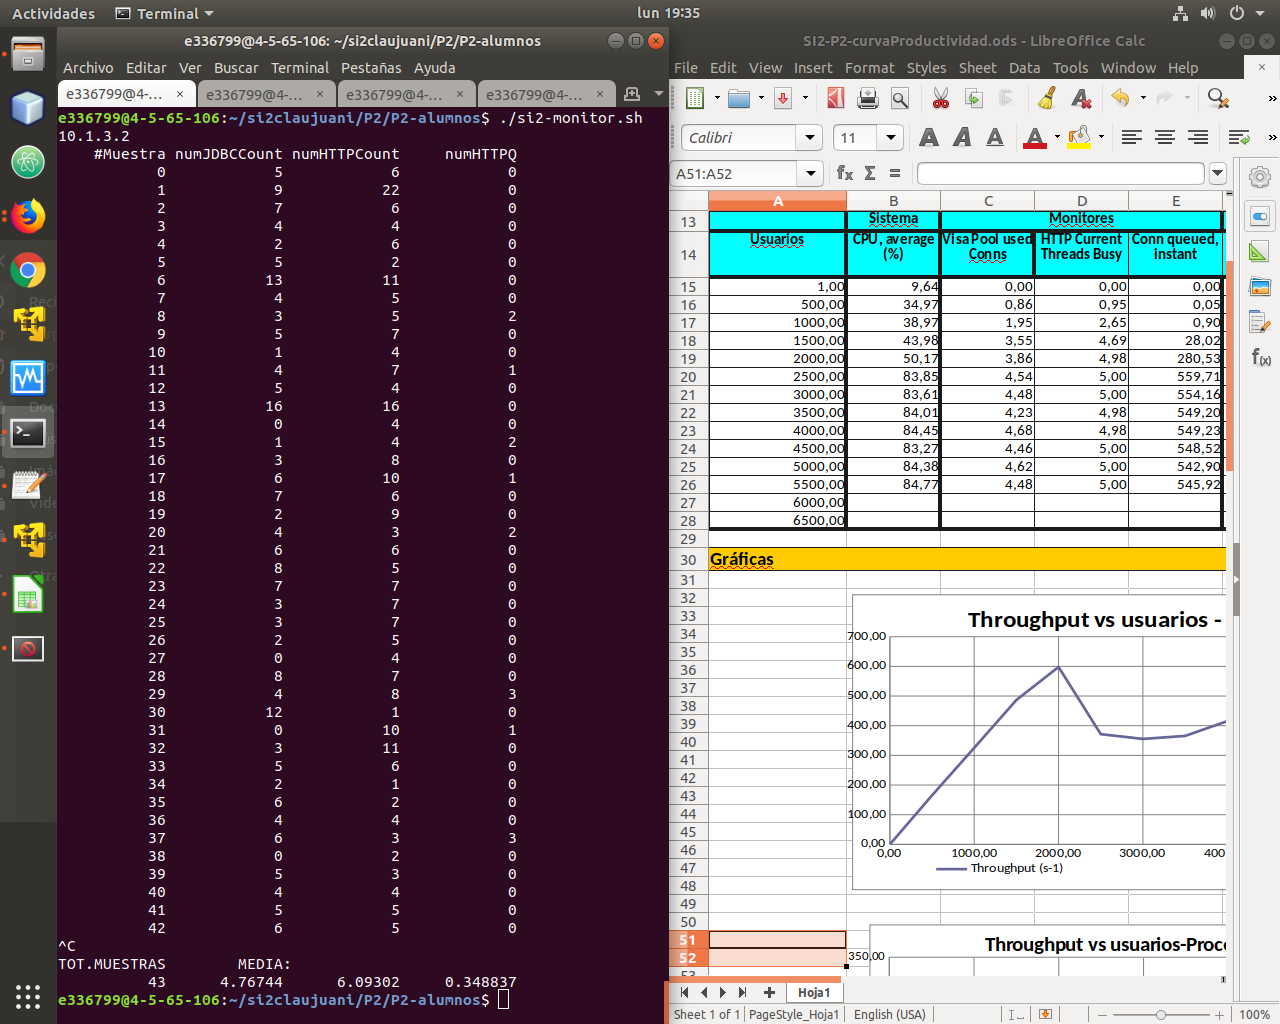 Actividades Terminal lun 19:35
e336799@4-5-65-106: ~/si2claujuani/P2/P2-alumnos
Archivo Editar Ver Buscar Terminal Pestañas Ayuda
e336799@4-... × e336799@4-... × e336799@4-... × e336799@4-... ×
e336799@4-5-65-106:~/si2claujuani/P2/P2-alumnos$ ./si2-monitor.sh
10.1.3.2
#Muestra numJDBCCount numHTTPCount numHTTPQ
0 5 6 0
1 9 22 0
2 7 6 0
3 4 4 0
4 2 6 0
5 5 2 0
6 13 11 0
7 4 5 0
8 3 5 2
9 5 7 0
10 1 4 0
11 4 7 1
12 5 4 0
13 16 16 0
14 0 4 0
15 1 4 2
16 3 8 0
17 6 10 1
18 7 6 0
19 2 9 0
20 4 3 2
21 6 6 0
22 8 5 0
23 7 7 0
24 3 7 0
25 3 7 0
26 2 5 0
27 0 4 0
28 8 7 0
29 4 8 3
30 12 1 0
31 0 10 1
32 3 11 0
33 5 6 0
34 2 1 0
35 6 2 0
36 4 4 0
37 6 3 3
38 0 2 0
39 5 3 0
40 4 4 0
41 5 5 0
42 6 5 0
^C
TOT.MUESTRAS MEDIA:
43 4.76744 6.09302 0.348837
e336799@4-5-65-106:~/si2claujuani/P2/P2-alumnos$
SI2-P2-curvaProductividad.ods - LibreOffice Calc
File Edit View Insert Format Styles Sheet Data Tools Window Help ×
Calibri 11
A51:A52
A B C D E
13 Sistema Monitores
14 Usuarios CPU, average (%) Visa Pool used Conns HTTP Current Threads Busy Conn queued, instant
15 1,00 9,64 0,00 0,00 0,00
16 500,00 34,97 0,86 0,95 0,05
17 1000,00 38,97 1,95 2,65 0,90
18 1500,00 43,98 3,55 4,69 28,02
19 2000,00 50,17 3,86 4,98 280,53
20 2500,00 83,85 4,54 5,00 559,71
21 3000,00 83,61 4,48 5,00 554,16
22 3500,00 84,01 4,23 4,98 549,20
23 4000,00 84,45 4,68 4,98 549,23
24 4500,00 83,27 4,46 5,00 548,52
25 5000,00 84,38 4,62 5,00 542,90
26 5500,00 84,77 4,48 5,00 545,92
27 6000,00
28 6500,00
29
30 Gráficas
31
32
33
34
35
36
37
38
39
40
41
42
43
44
45
46
47
48
49
50
51
52
Throughput vs usuarios -
700,00
600,00
500,00
400,00
300,00
200,00
100,00
0,00
0,00 1000,00 2000,00 3000,00 400
Throughput (s-1)
Throughput vs usuarios-Proce
350,00
Hoja1
Sheet 1 of 1 PageStyle_Hoja1 English (USA) 100%